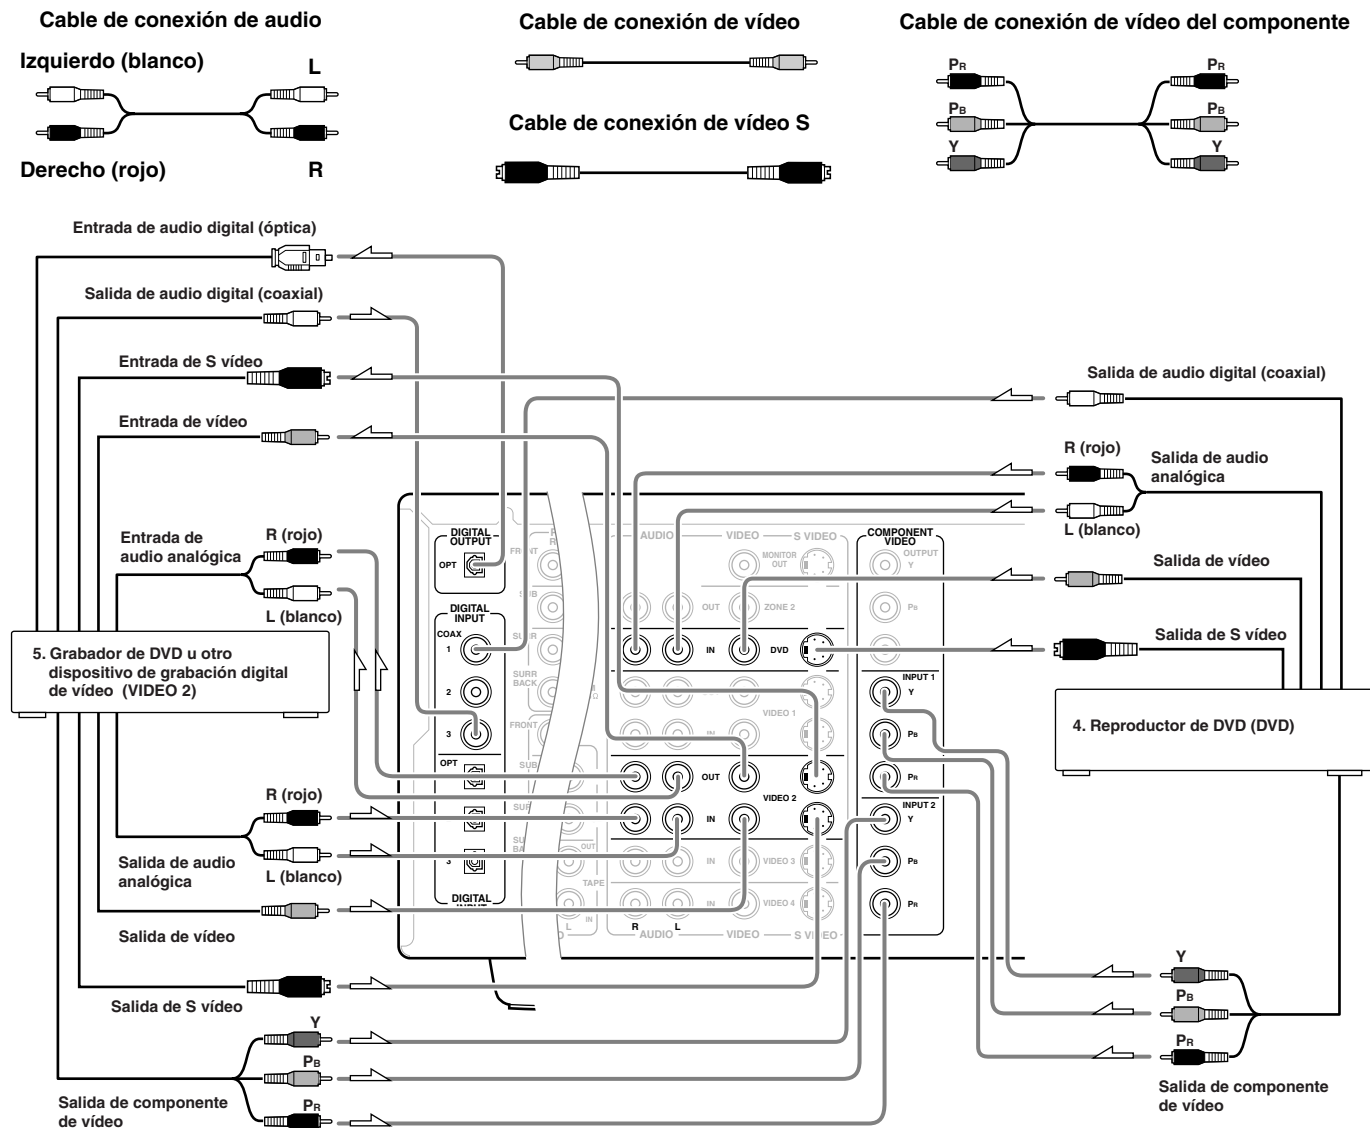 Cable de conexión de audio
Izquierdo (blanco)
L
Derecho (rojo)
R
Cable de conexión de vídeo
Cable de conexión de vídeo S
Cable de conexión de vídeo del componente
PR
PR
PB
PB
Y
Y
Entrada de audio digital (óptica)
Salida de audio digital (coaxial)
Entrada de S vídeo
Entrada de vídeo
Entrada de
audio analógica
R (rojo)
L (blanco)
5. Grabador de DVD u otro
dispositivo de grabación digital
de vídeo (VIDEO 2)
R (rojo)
Salida de audio
analógica
L (blanco)
Salida de vídeo
Salida de S vídeo
Y
PB
PR
Salida de componente
de vídeo
DIGITAL
OUTPUT
OPT
DIGITAL
INPUT
COAX
1
2
3
OPT
3
DIGITAL
FRONT
SUB
SURR
SURR
BACK
FRONT
SUB
OUT
TAPE
IN
L
AUDIO
VIDEO
S VIDEO
MONITOR
OUT
OUT
ZONE 2
IN
DVD
VIDEO 1
IN
OUT
VIDEO 2
IN
IN
VIDEO 3
IN
VIDEO 4
R
L
AUDIO
VIDEO
S VIDEO
COMPONENT
VIDEO
OUTPUT
Y
PB
INPUT 1
Y
PB
PR
INPUT 2
Y
PB
PR
Salida de audio digital (coaxial)
R (rojo)
Salida de audio
analógica
L (blanco)
Salida de vídeo
Salida de S vídeo
4. Reproductor de DVD (DVD)
Y
PB
PR
Salida de componente
de vídeo